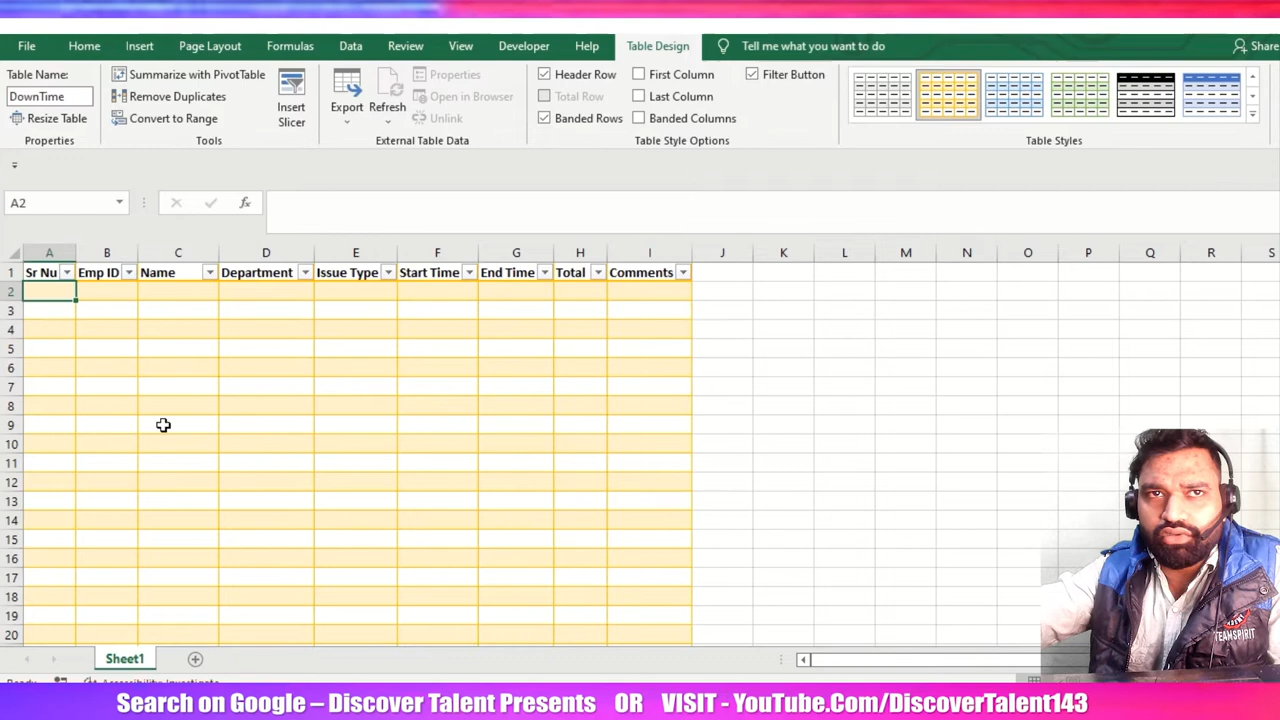 File Home Insert Page Layout Formulas Data Review View Developer Help Table Design Tell me what you want to do Share
Table Name:
DownTime
Resize Table
Properties
Summarize with PivotTable
Remove Duplicates
Convert to Range
Tools
Insert
Slicer
Export Refresh
Properties
Open in Browser
Unlink
External Table Data
Header Row First Column Filter Button
Total Row Last Column
Banded Rows Banded Columns
Table Style Options
Table Styles
A2 fx
A B C D E F G H I J K L M N O P Q R S
1 Sr Nu Emp ID Name Department Issue Type Start Time End Time Total Comments
2
3
4
5
6
7
8
9
10
11
12
13
14
15
16
17
18
19
20
TEAMSPIRIT
Sheet1
Search on Google – Discover Talent Presents OR VISIT - YouTube.Com/DiscoverTalent143